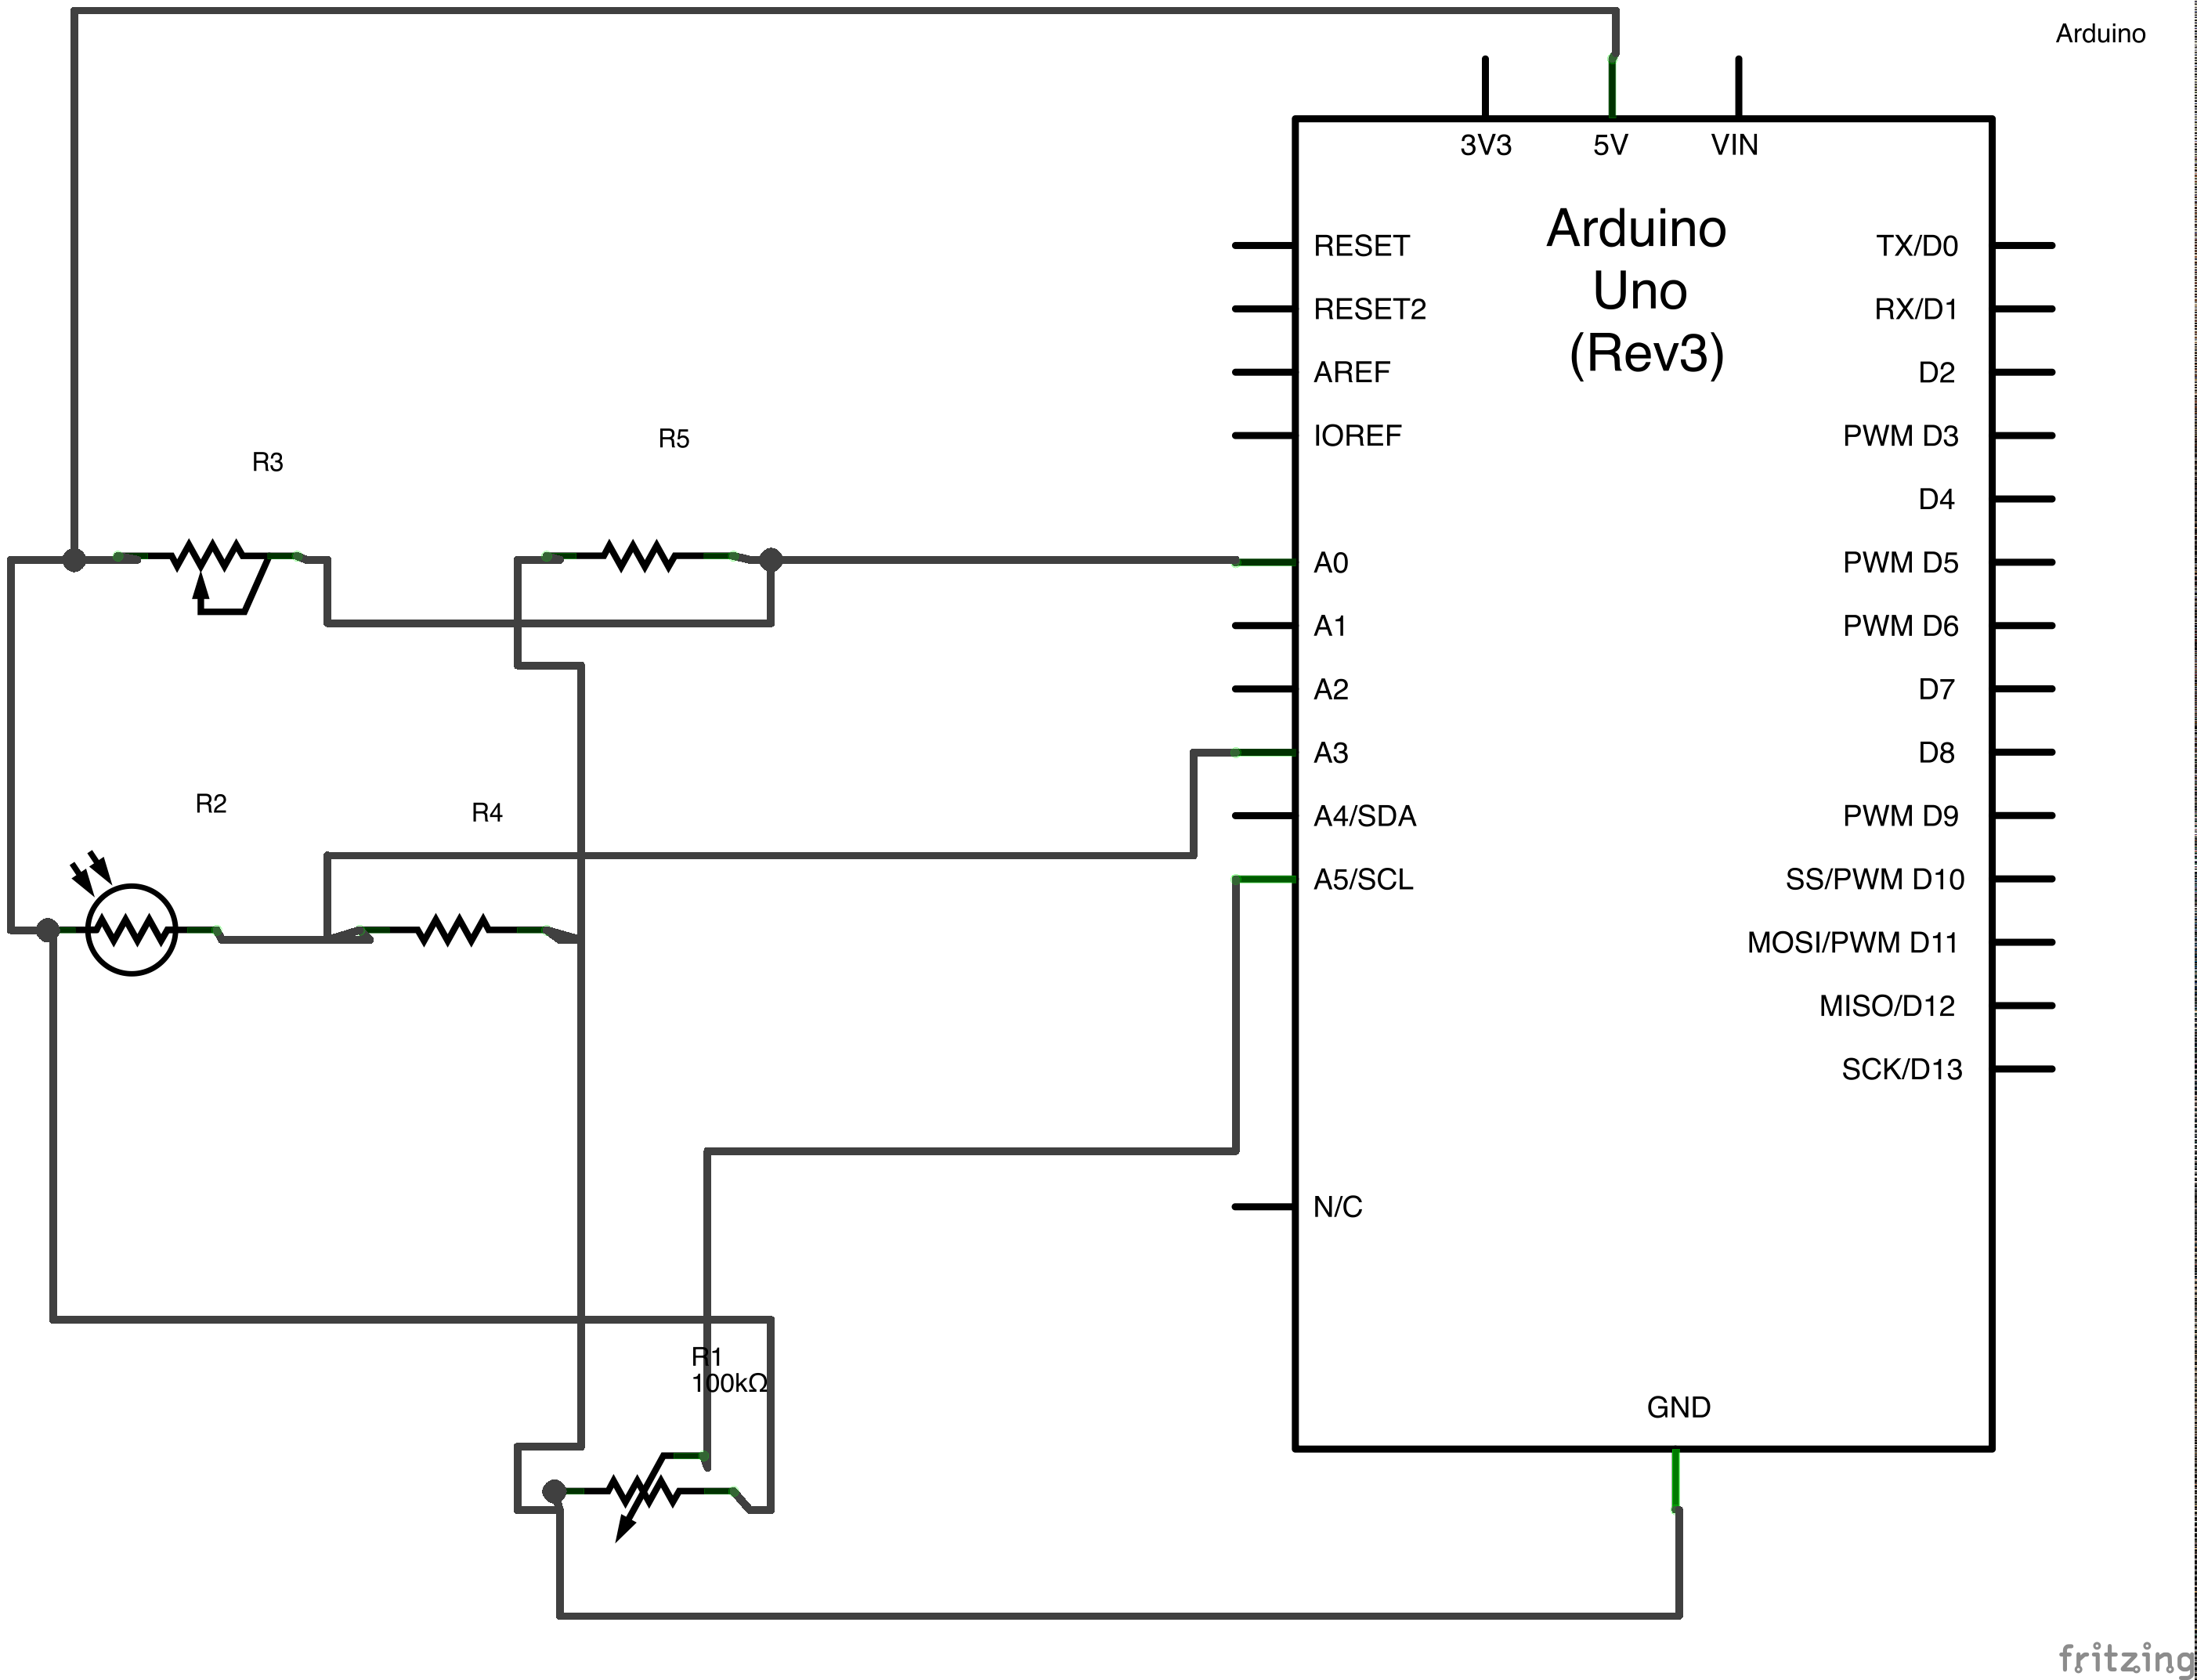 Arduino
3V3 5V VIN
Arduino
Uno
(Rev3)
RESET
RESET2
AREF
IOREF
A0
A1
A2
A3
A4/SDA
A5/SCL
N/C
TX/D0
RX/D1
D2
PWM D3
D4
PWM D5
PWM D6
D7
D8
PWM D9
SS/PWM D10
MOSI/PWM D11
MISO/D12
SCK/D13
GND
R3
R5
R2
R4
R1
100kΩ
fritzing